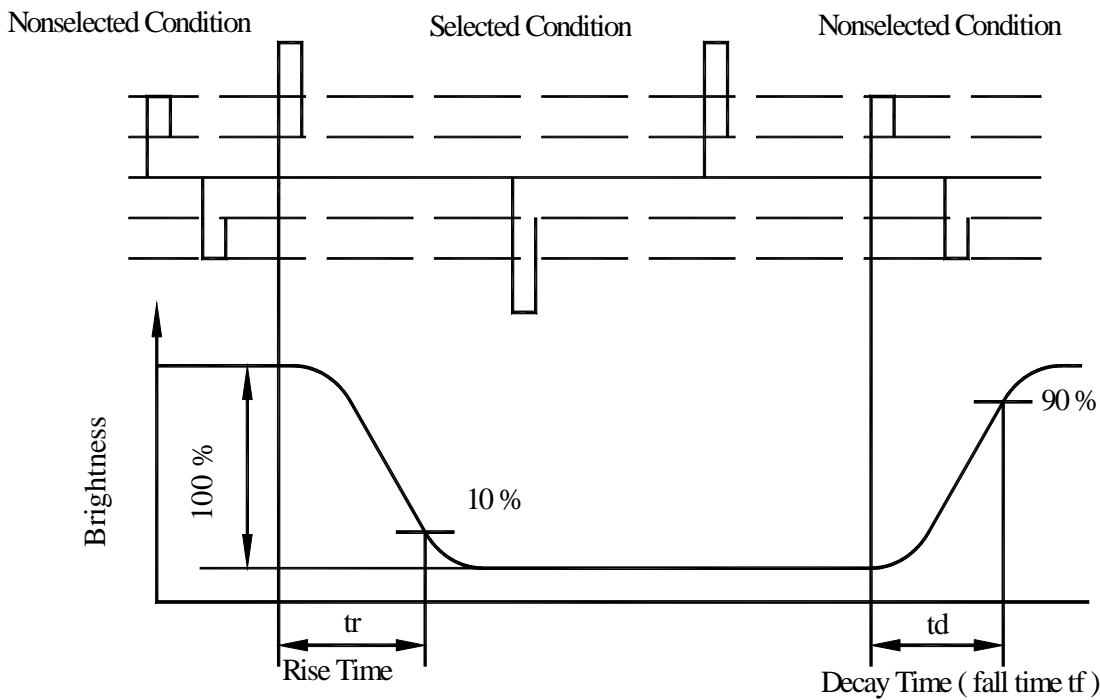 Nonselected Condition
Selected Condition
Nonselected Condition
Brightness
100 %
10 %
90 %
tr
Rise Time
td
Decay Time ( fall time tf )